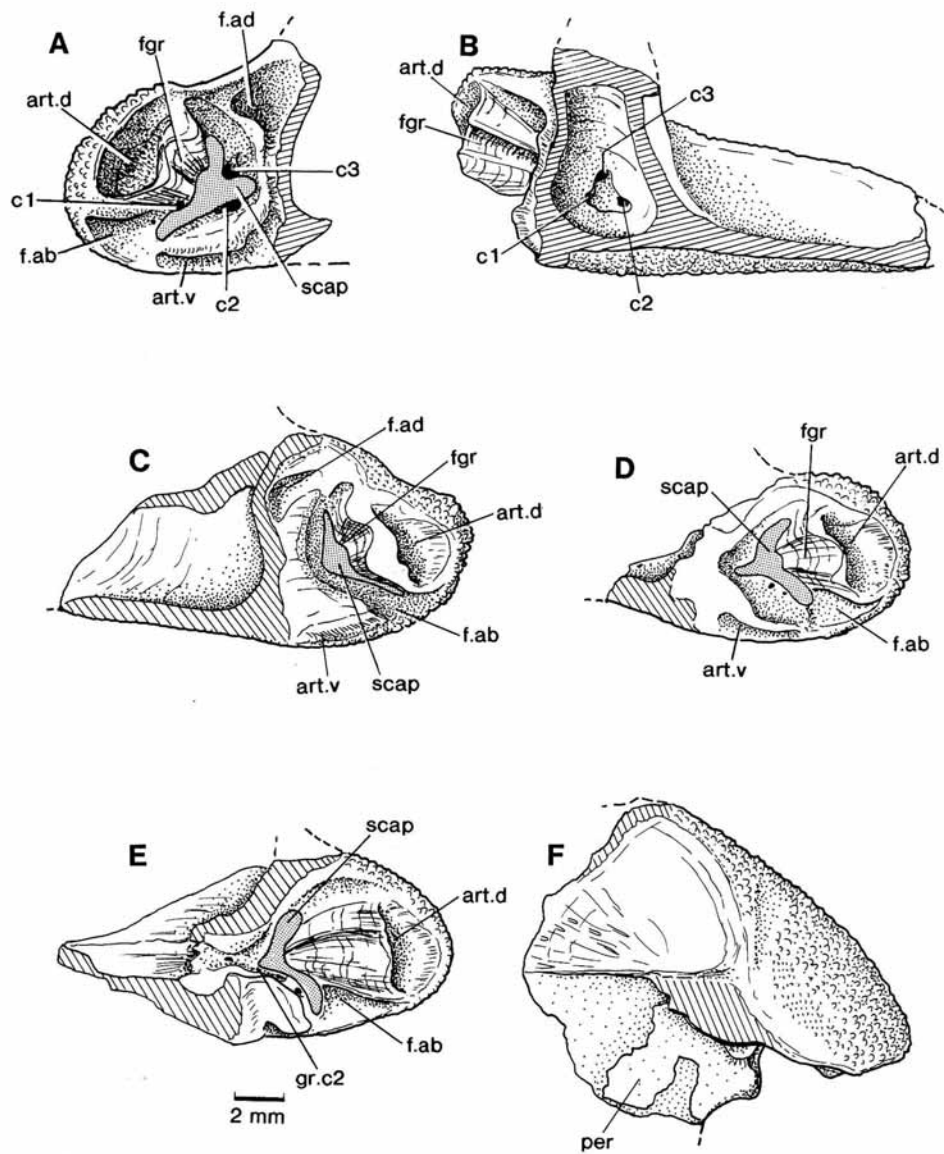 A
fgr
f.ad
art.d
c3
c1
f.ab
art.v
c2
scap
B
art.d
fgr
c3
c1
c2
C
f.ad
fgr
art.d
f.ab
art.v
scap
D
scap
fgr
art.d
f.ab
art.v
E
scap
art.d
f.ab
gr.c2
2 mm
F
per